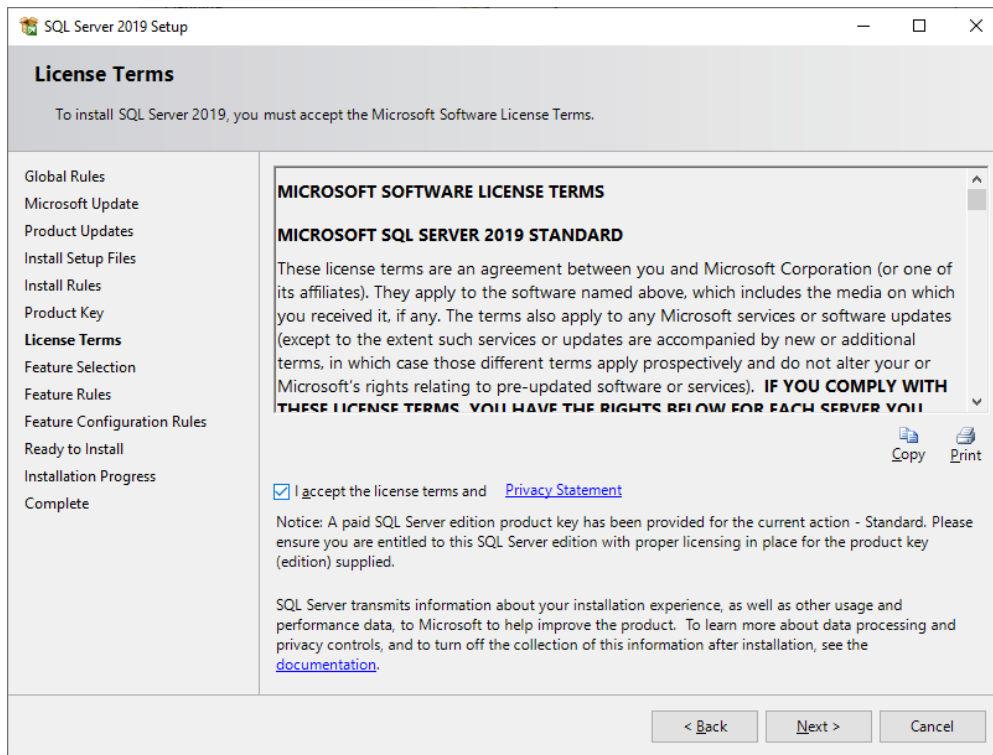 SQL Server 2019 Setup
License Terms
To install SQL Server 2019, you must accept the Microsoft Software License Terms.
Global Rules
Microsoft Update
Product Updates
Install Setup Files
Install Rules
Product Key
License Terms
Feature Selection
Feature Rules
Feature Configuration Rules
Ready to Install
Installation Progress
Complete
MICROSOFT SOFTWARE LICENSE TERMS
MICROSOFT SQL SERVER 2019 STANDARD
These license terms are an agreement between you and Microsoft Corporation (or one of
its affiliates). They apply to the software named above, which includes the media on which
you received it, if any. The terms also apply to any Microsoft services or software updates
(except to the extent such services or updates are accompanied by new or additional
terms, in which case those different terms apply prospectively and do not alter your or
Microsoft's rights relating to pre-updated software or services). IF YOU COMPLY WITH
THESE LICENSE TERMS, YOU HAVE THE RIGHTS BELOW FOR EACH SERVER YOU
Copy Print
I accept the license terms and Privacy Statement
Notice: A paid SQL Server edition product key has been provided for the current action - Standard. Please
ensure you are entitled to this SQL Server edition with proper licensing in place for the product key
(edition) supplied.
SQL Server transmits information about your installation experience, as well as other usage and
performance data, to Microsoft to help improve the product. To learn more about data processing and
privacy controls, and to turn off the collection of this information after installation, see the
documentation.
< Back Next > Cancel